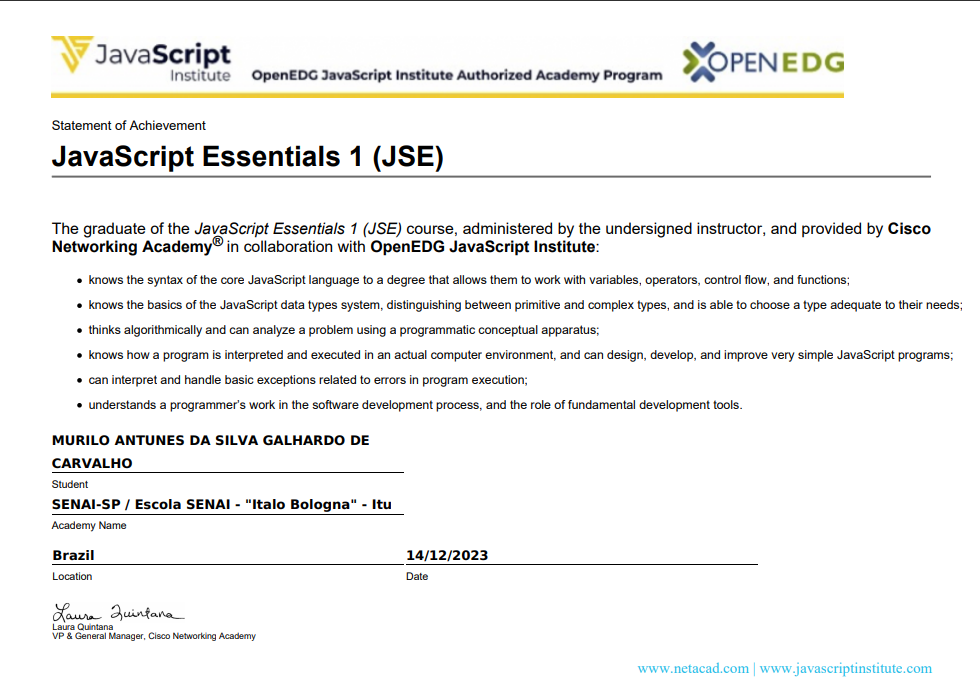 JavaScript
Institute
OpenEDG JavaScript Institute Authorized Academy Program
OPENEDG
Statement of Achievement
JavaScript Essentials 1 (JSE)
The graduate of the JavaScript Essentials 1 (JSE) course, administered by the undersigned instructor, and provided by Cisco
Networking Academy® in collaboration with OpenEDG JavaScript Institute:
• knows the syntax of the core JavaScript language to a degree that allows them to work with variables, operators, control flow, and functions;
• knows the basics of the JavaScript data types system, distinguishing between primitive and complex types, and is able to choose a type adequate to their needs;
• thinks algorithmically and can analyze a problem using a programmatic conceptual apparatus;
• knows how a program is interpreted and executed in an actual computer environment, and can design, develop, and improve very simple JavaScript programs;
• can interpret and handle basic exceptions related to errors in program execution;
• understands a programmer's work in the software development process, and the role of fundamental development tools.
MURILO ANTUNES DA SILVA GALHARDO DE
CARVALHO
Student
SENAI-SP / Escola SENAI - "Italo Bologna" - Itu
Academy Name
Brazil
14/12/2023
Location
Date
Laura Quintana
Laura Quintana
VP & General Manager, Cisco Networking Academy
www.netacad.com | www.javascriptinstitute.com